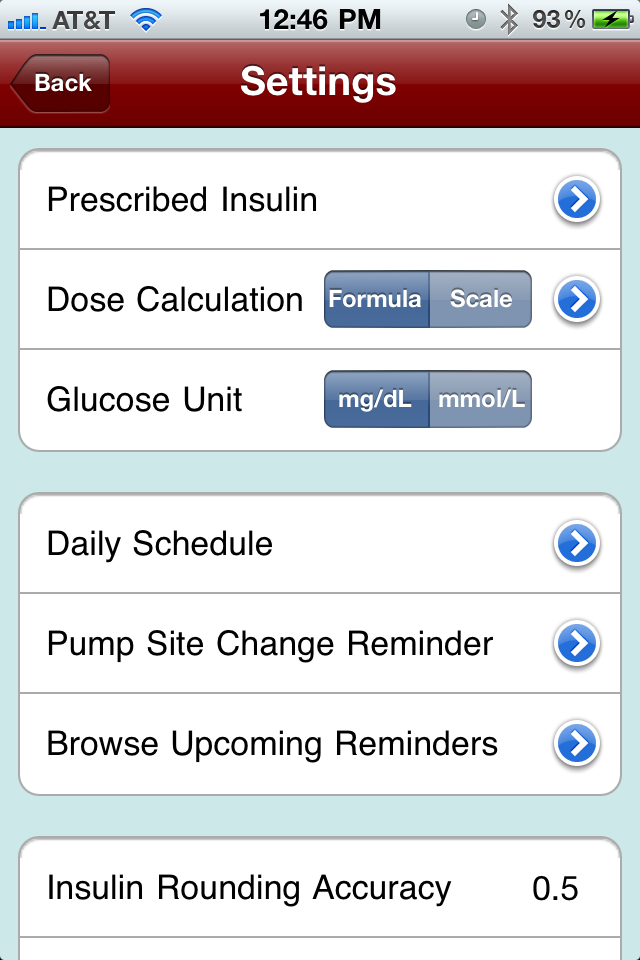 AT&T 12:46 PM 93%
Back Settings
Prescribed Insulin
Dose Calculation Formula Scale
Glucose Unit mg/dL mmol/L
Daily Schedule
Pump Site Change Reminder
Browse Upcoming Reminders
Insulin Rounding Accuracy 0.5